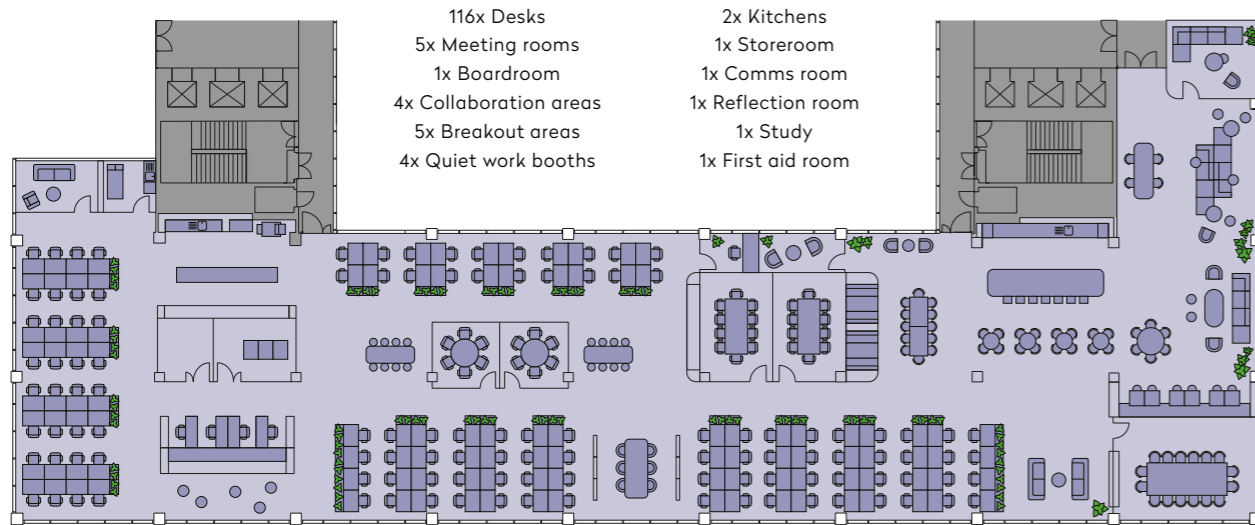 116x Desks
5x Meeting rooms
1x Boardroom
4x Collaboration areas
5x Breakout areas
4x Quiet work booths
2x Kitchens
1x Storeroom
1x Comms room
1x Reflection room
1x Study
1x First aid room